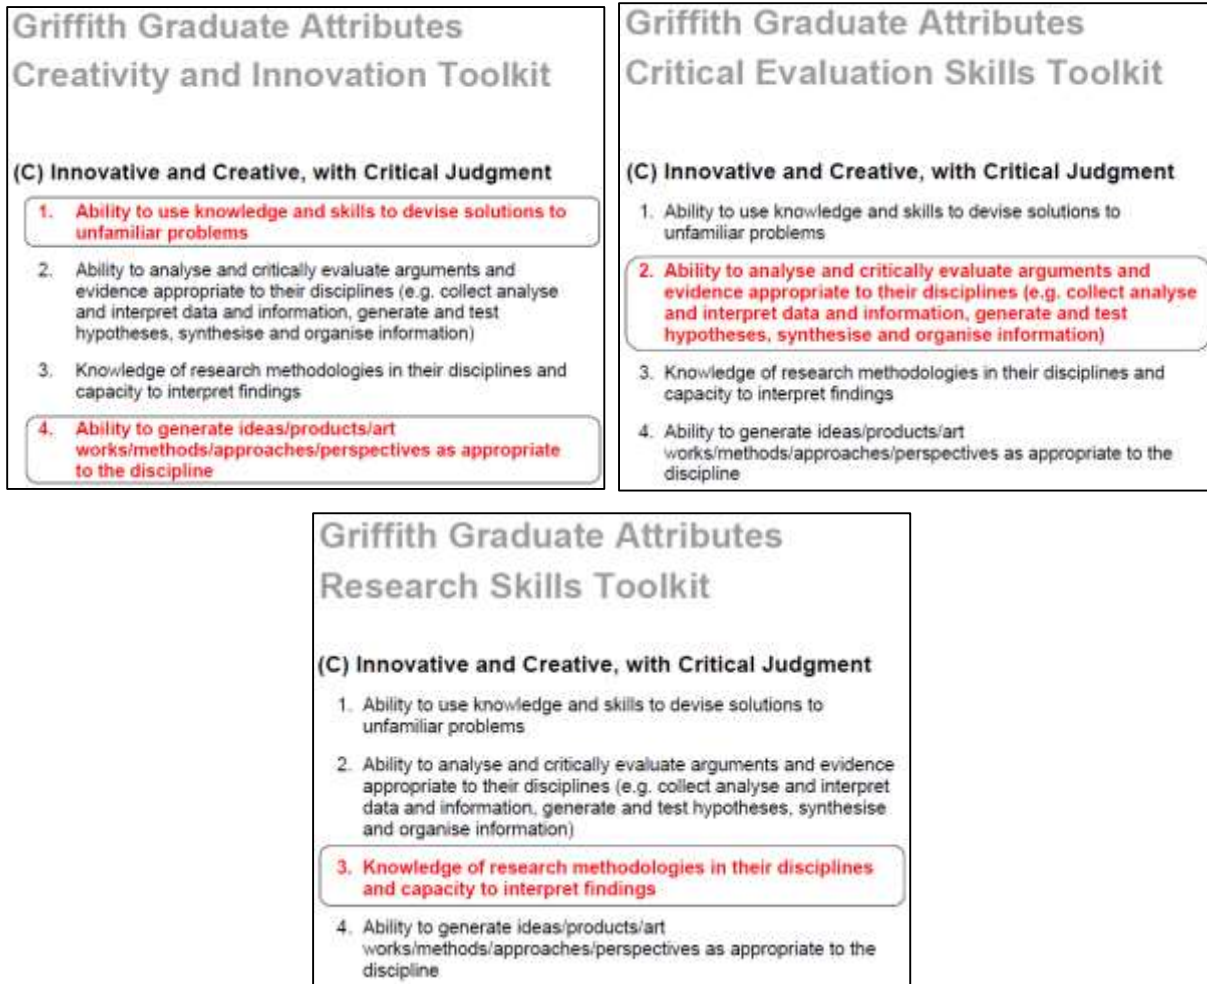 Griffith Graduate Attributes
Creativity and Innovation Toolkit
(C) Innovative and Creative, with Critical Judgment
1. Ability to use knowledge and skills to devise solutions to
unfamiliar problems
2. Ability to analyse and critically evaluate arguments and
evidence appropriate to their disciplines (e.g. collect analyse
and interpret data and information, generate and test
hypotheses, synthesise and organise information)
3. Knowledge of research methodologies in their disciplines and
capacity to interpret findings
4. Ability to generate ideas/products/art
works/methods/approaches/perspectives as appropriate
to the discipline
Griffith Graduate Attributes
Critical Evaluation Skills Toolkit
(C) Innovative and Creative, with Critical Judgment
1. Ability to use knowledge and skills to devise solutions to
unfamiliar problems
2. Ability to analyse and critically evaluate arguments and
evidence appropriate to their disciplines (e.g. collect analyse
and interpret data and information, generate and test
hypotheses, synthesise and organise information)
3. Knowledge of research methodologies in their disciplines and
capacity to interpret findings
4. Ability to generate ideas/products/art
works/methods/approaches/perspectives as appropriate to the
discipline
Griffith Graduate Attributes
Research Skills Toolkit
(C) Innovative and Creative, with Critical Judgment
1. Ability to use knowledge and skills to devise solutions to
unfamiliar problems
2. Ability to analyse and critically evaluate arguments and evidence
appropriate to their disciplines (e.g. collect analyse and interpret
data and information, generate and test hypotheses, synthesise
and organise information)
3. Knowledge of research methodologies in their disciplines
and capacity to interpret findings
4. Ability to generate ideas/products/art
works/methods/approaches/perspectives as appropriate to the
discipline